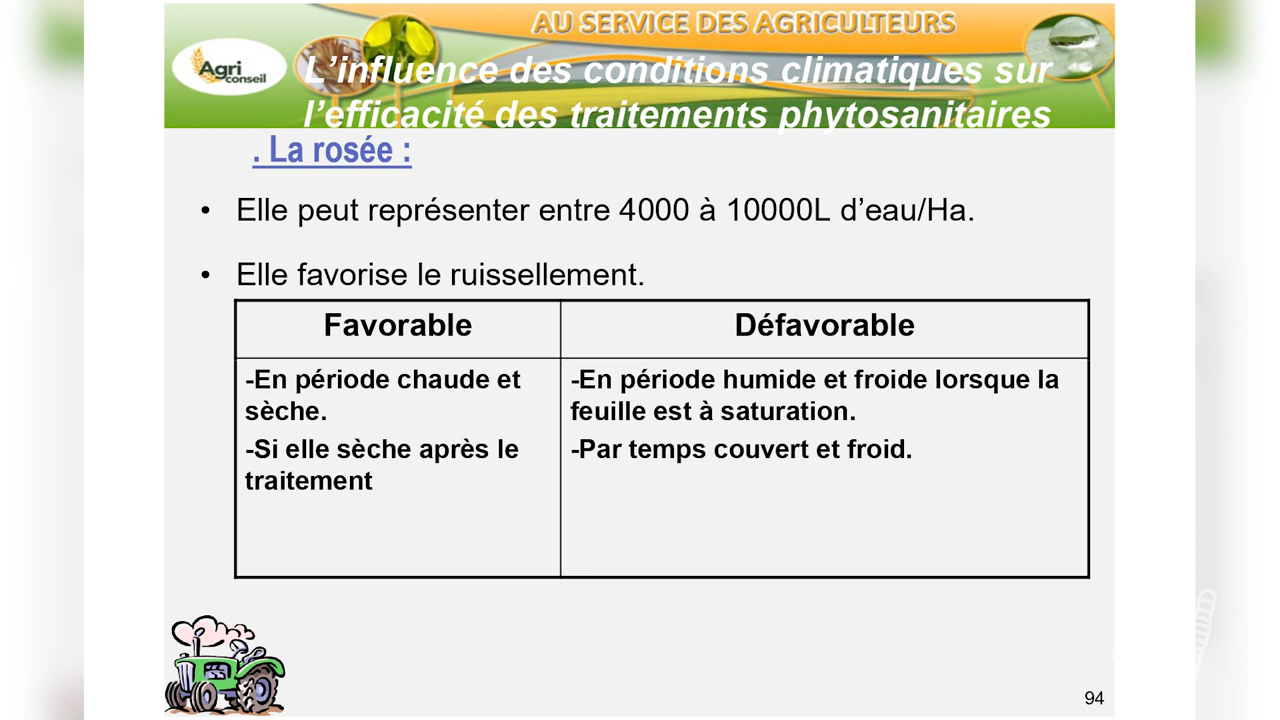 AU SERVICE DES AGRICULTEURS
Agri
conseil
L’influence des conditions climatiques sur
l’efficacité des traitements phytosanitaires
. La rosée :
• Elle peut représenter entre 4000 à 10000L d’eau/Ha.
• Elle favorise le ruissellement.
Favorable
Défavorable
-En période chaude et
sèche.
-Si elle sèche après le
traitement
-En période humide et froide lorsque la
feuille est à saturation.
-Par temps couvert et froid.
94